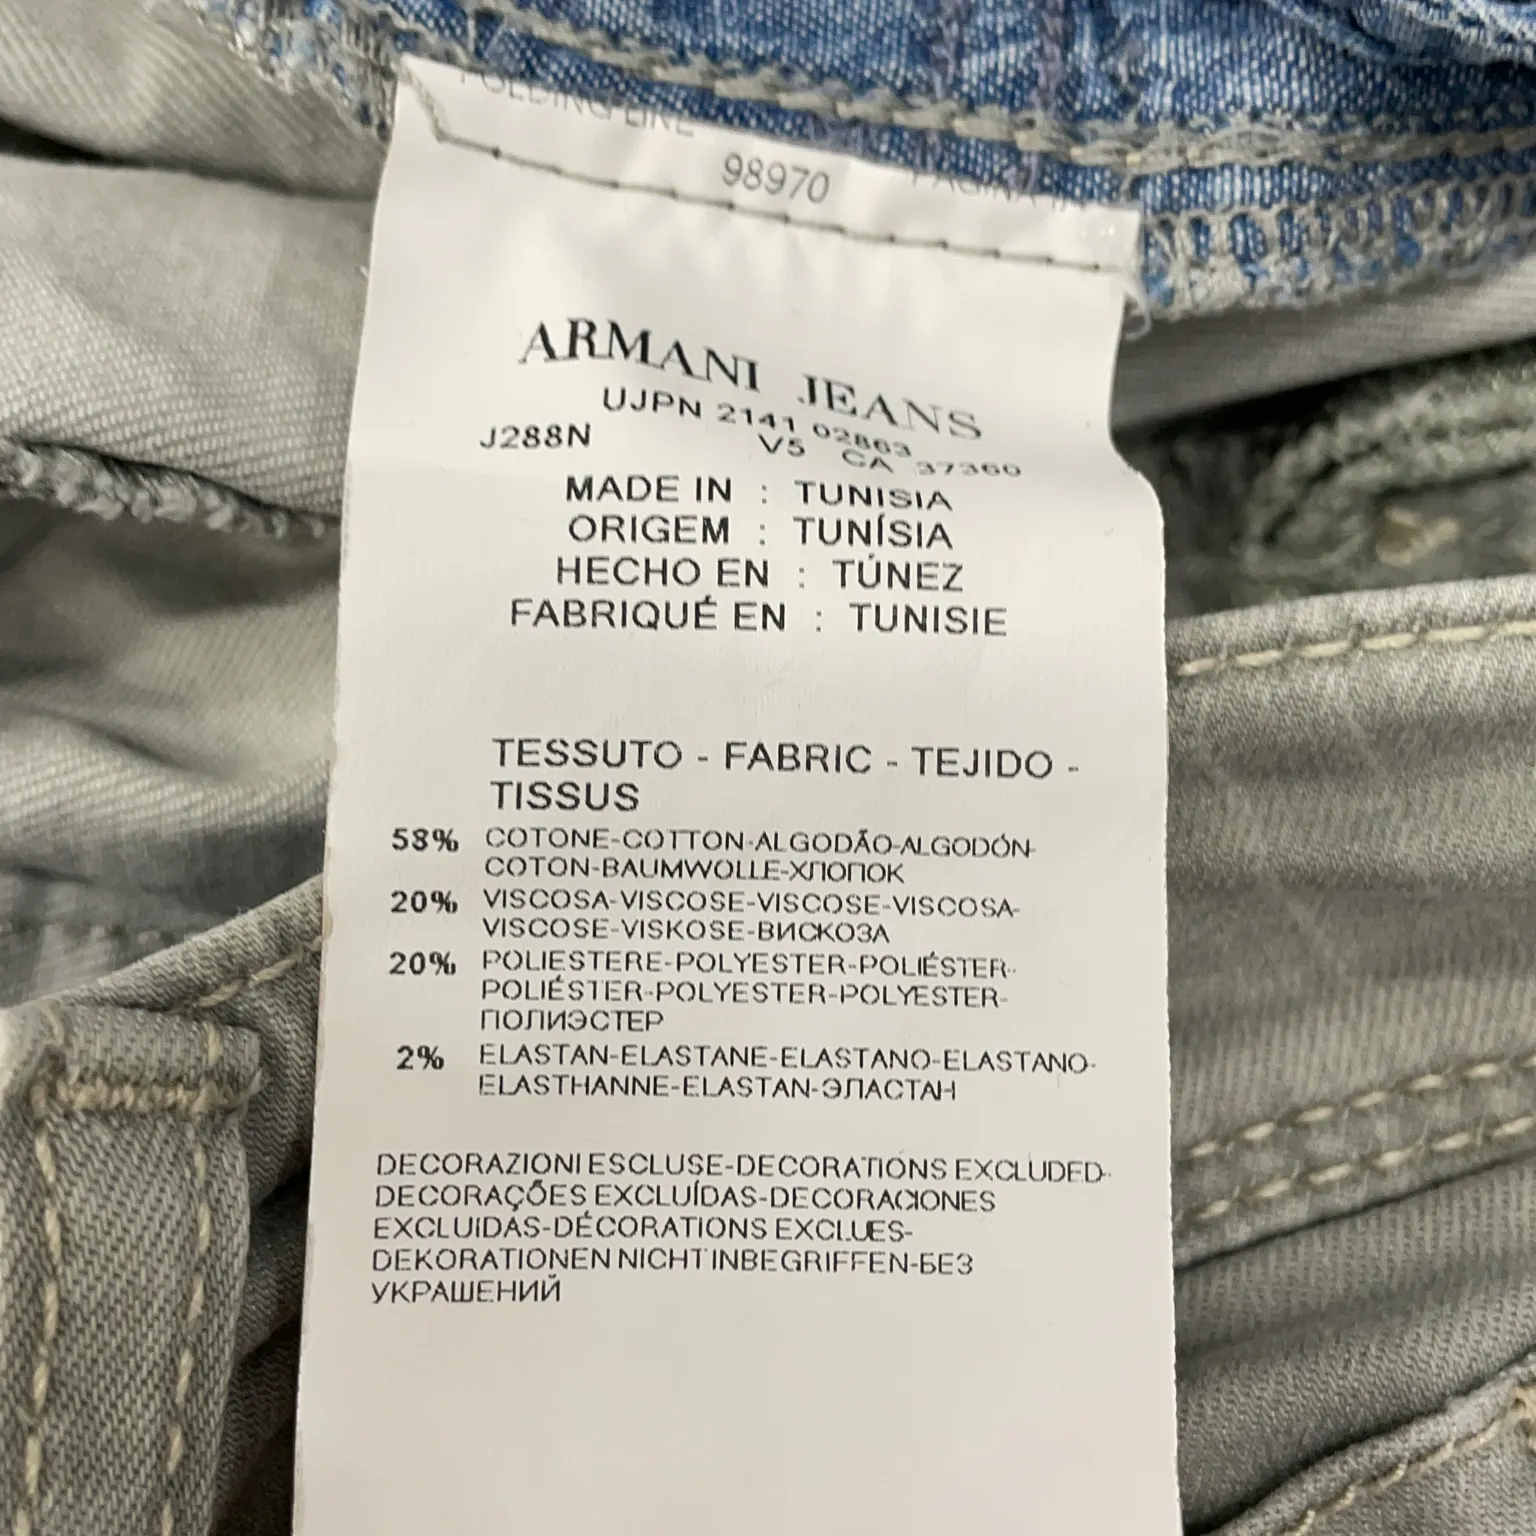 FOLDING LINE
98970
ARMANI JEANS
UJPN 2141 02863
J288N V5 CA 37360
MADE IN : TUNISIA
ORIGEM : TUNÍSIA
HECHO EN : TÚNEZ
FABRIQUÉ EN : TUNISIE
TESSUTO - FABRIC - TEJIDO -
TISSUS
58% COTONE-COTTON-ALGODÃO-ALGODÓN-
COTON-BAUMWOLLE-ХЛОПОК
20% VISCOSA-VISCOSE-VISCOSE-VISCOSA-
VISCOSE-VISKOSE-ВИСКОЗА
20% POLIESTERE-POLYESTER-POLIÉSTER-
POLIÉSTER-POLYESTER-POLYESTER-
ПОЛИЭСТЕР
2% ELASTAN-ELASTANE-ELASTANO-ELASTANO-
ELASTHANNE-ELASTAN-ЭЛАСТАН
DECORAZIONI ESCLUSE-DECORATIONS EXCLUDED-
DECORAÇÕES EXCLUÍDAS-DECORACIONES
EXCLUIDAS-DÉCORATIONS EXCLUES-
DEKORATIONEN NICHT INBEGRIFFEN-БЕЗ
УКРАШЕНИЙ